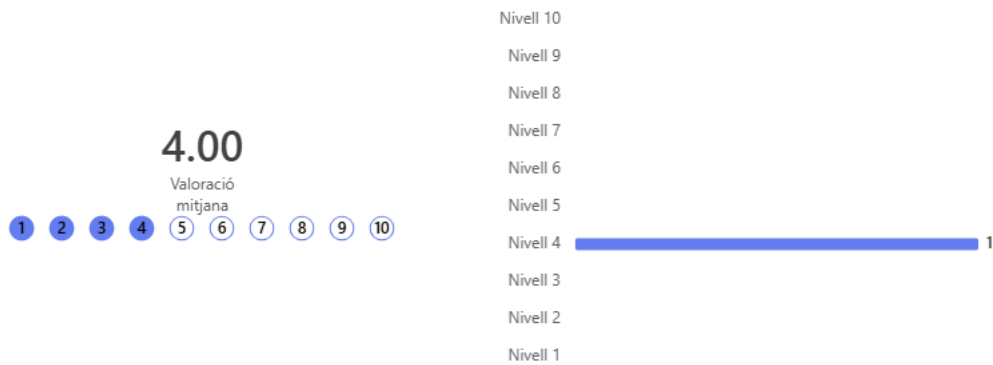 4.00
Valoració
mitjana
1 2 3 4 5 6 7 8 9 10
Nivell 10
Nivell 9
Nivell 8
Nivell 7
Nivell 6
Nivell 5
Nivell 4 1
Nivell 3
Nivell 2
Nivell 1